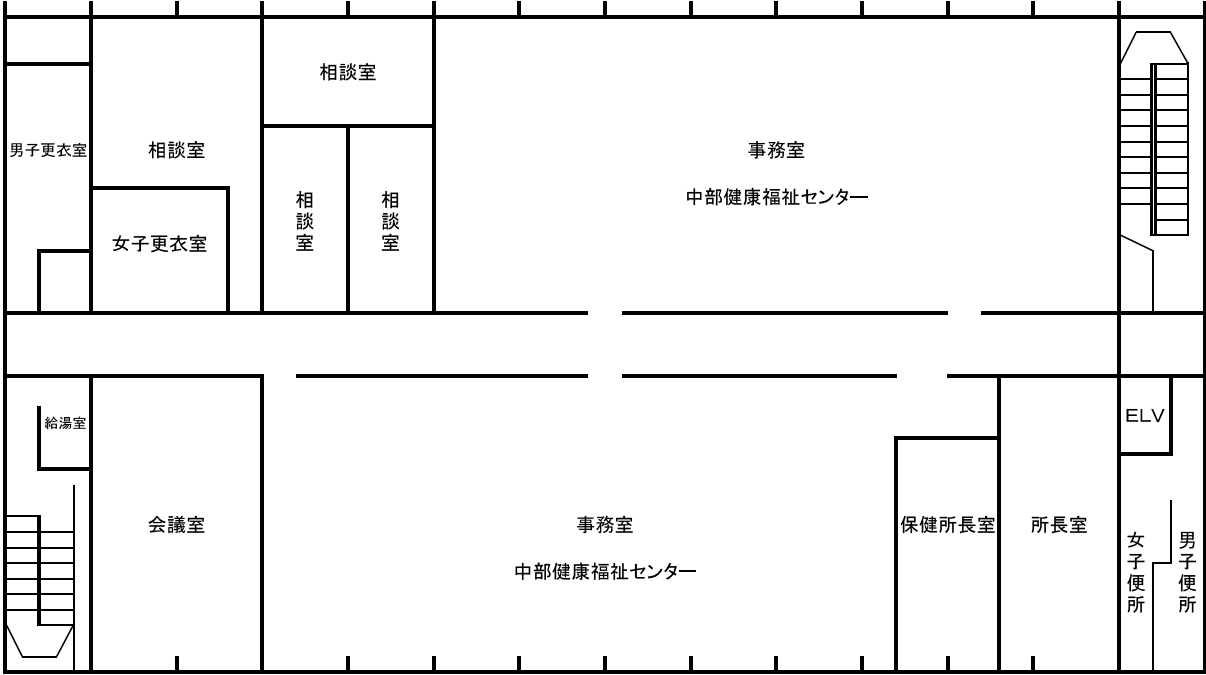 相談室
男子更衣室
相談室
事務室
中部健康福祉センター
相談室
相談室
女子更衣室
給湯室
ELV
会議室
事務室
中部健康福祉センター
保健所長室
所長室
女子便所
男子便所